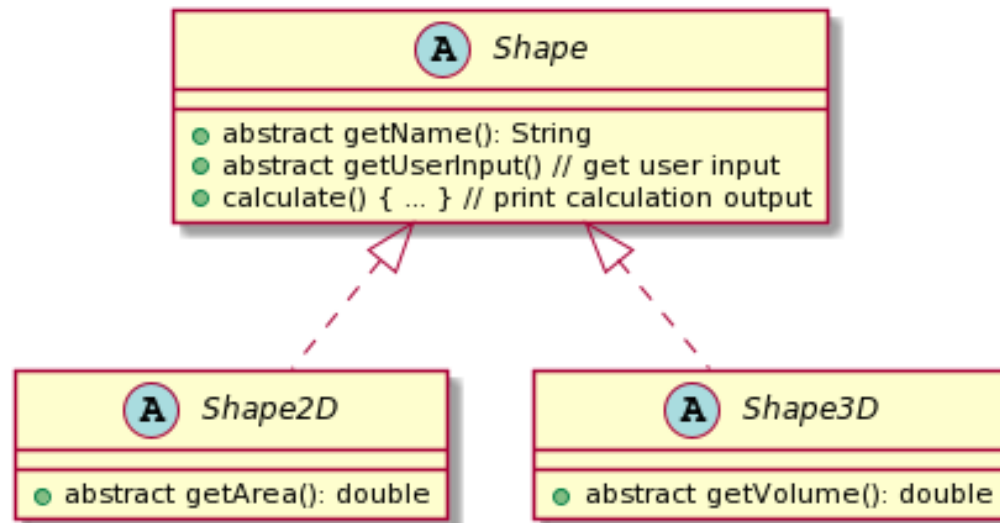 A Shape
abstract getName(): String
abstract getUserInput() // get user input
calculate() { ... } // print calculation output
A Shape2D
abstract getArea(): double
A Shape3D
abstract getVolume(): double